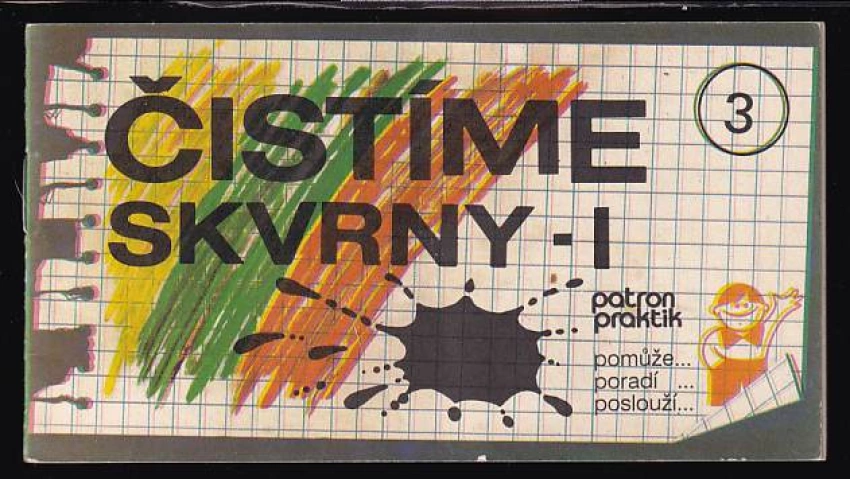 3
ČISTÍME
SKVRNY - I
patron
praktik
pomůže...
poradí ...
poslouží...